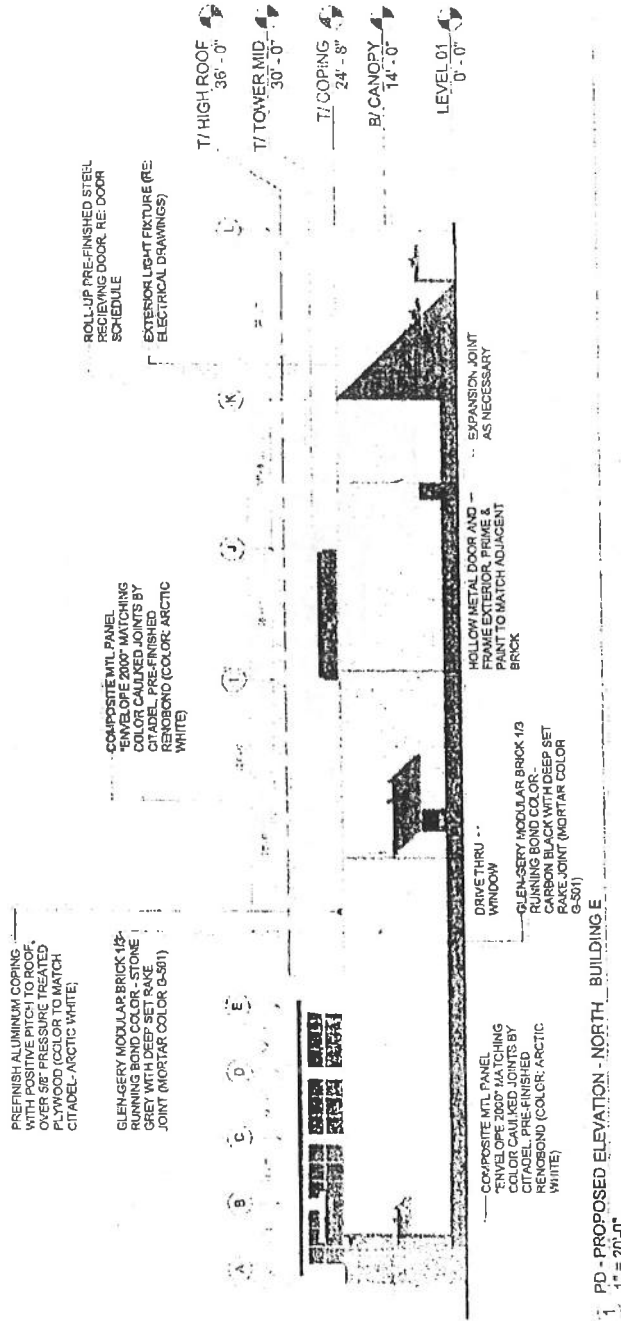 PREFINISH ALUMINUM COPING
WITH POSITIVE PITCH TO ROOF,
OVER 5/8" PRESSURE TREATED
PLYWOOD (COLOR TO MATCH
CITADEL- ARCTIC WHITE)
GLEN-GERY MODULAR BRICK 1/3
RUNNING BOND COLOR - STONE
GREY WITH DEEP SET RAKE
JOINT (MORTAR COLOR G-501)
COMPOSITE MTL PANEL
"ENVELOPE 2000" MATCHING
COLOR CAULKED JOINTS BY
CITADEL, PRE-FINISHED
RENOBOND (COLOR: ARCTIC
WHITE)
ROLL-UP PRE-FINISHED STEEL
RECIEVING DOOR, RE: DOOR
SCHEDULE
EXTERIOR LIGHT FIXTURE (RE:
ELECTRICAL DRAWINGS)
A
B
C
D
E
I
J
K
L
T/ HIGH ROOF
36' - 0"
T/ TOWER MID
30' - 0"
T/ COPING
24' - 8"
B/ CANOPY
14' - 0"
LEVEL 01
0' - 0"
COMPOSITE MTL PANEL
"ENVELOPE 2000" MATCHING
COLOR CAULKED JOINTS BY
CITADEL, PRE-FINISHED
RENOBOND (COLOR: ARCTIC
WHITE)
DRIVE THRU
WINDOW
GLEN-GERY MODULAR BRICK 1/3
RUNNING BOND COLOR -
CARBON BLACK WITH DEEP SET
RAKE JOINT (MORTAR COLOR
G-501)
HOLLOW METAL DOOR AND
FRAME EXTERIOR, PRIME &
PAINT TO MATCH ADJACENT
BRICK
EXPANSION JOINT
AS NECESSARY
1 PD - PROPOSED ELEVATION - NORTH BUILDING E
1" = 20'-0"